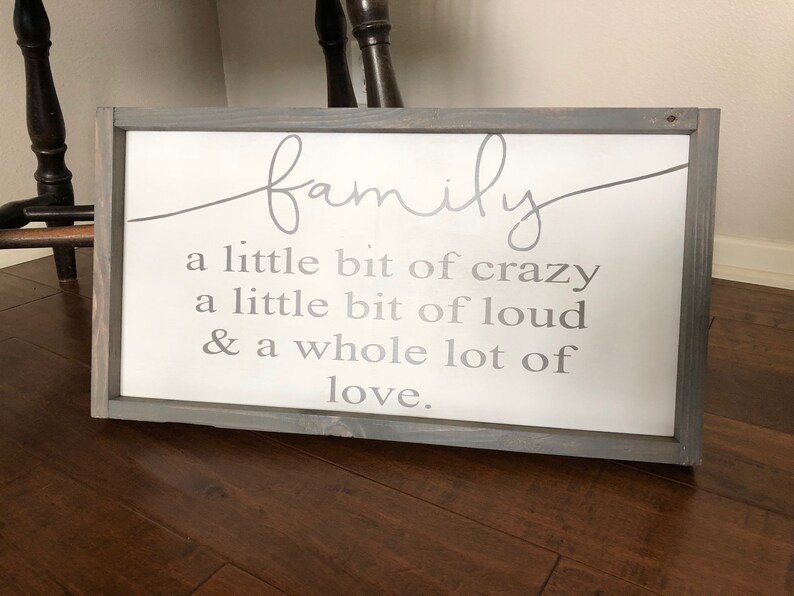 family
a little bit of crazy
a little bit of loud
& a whole lot of
love.